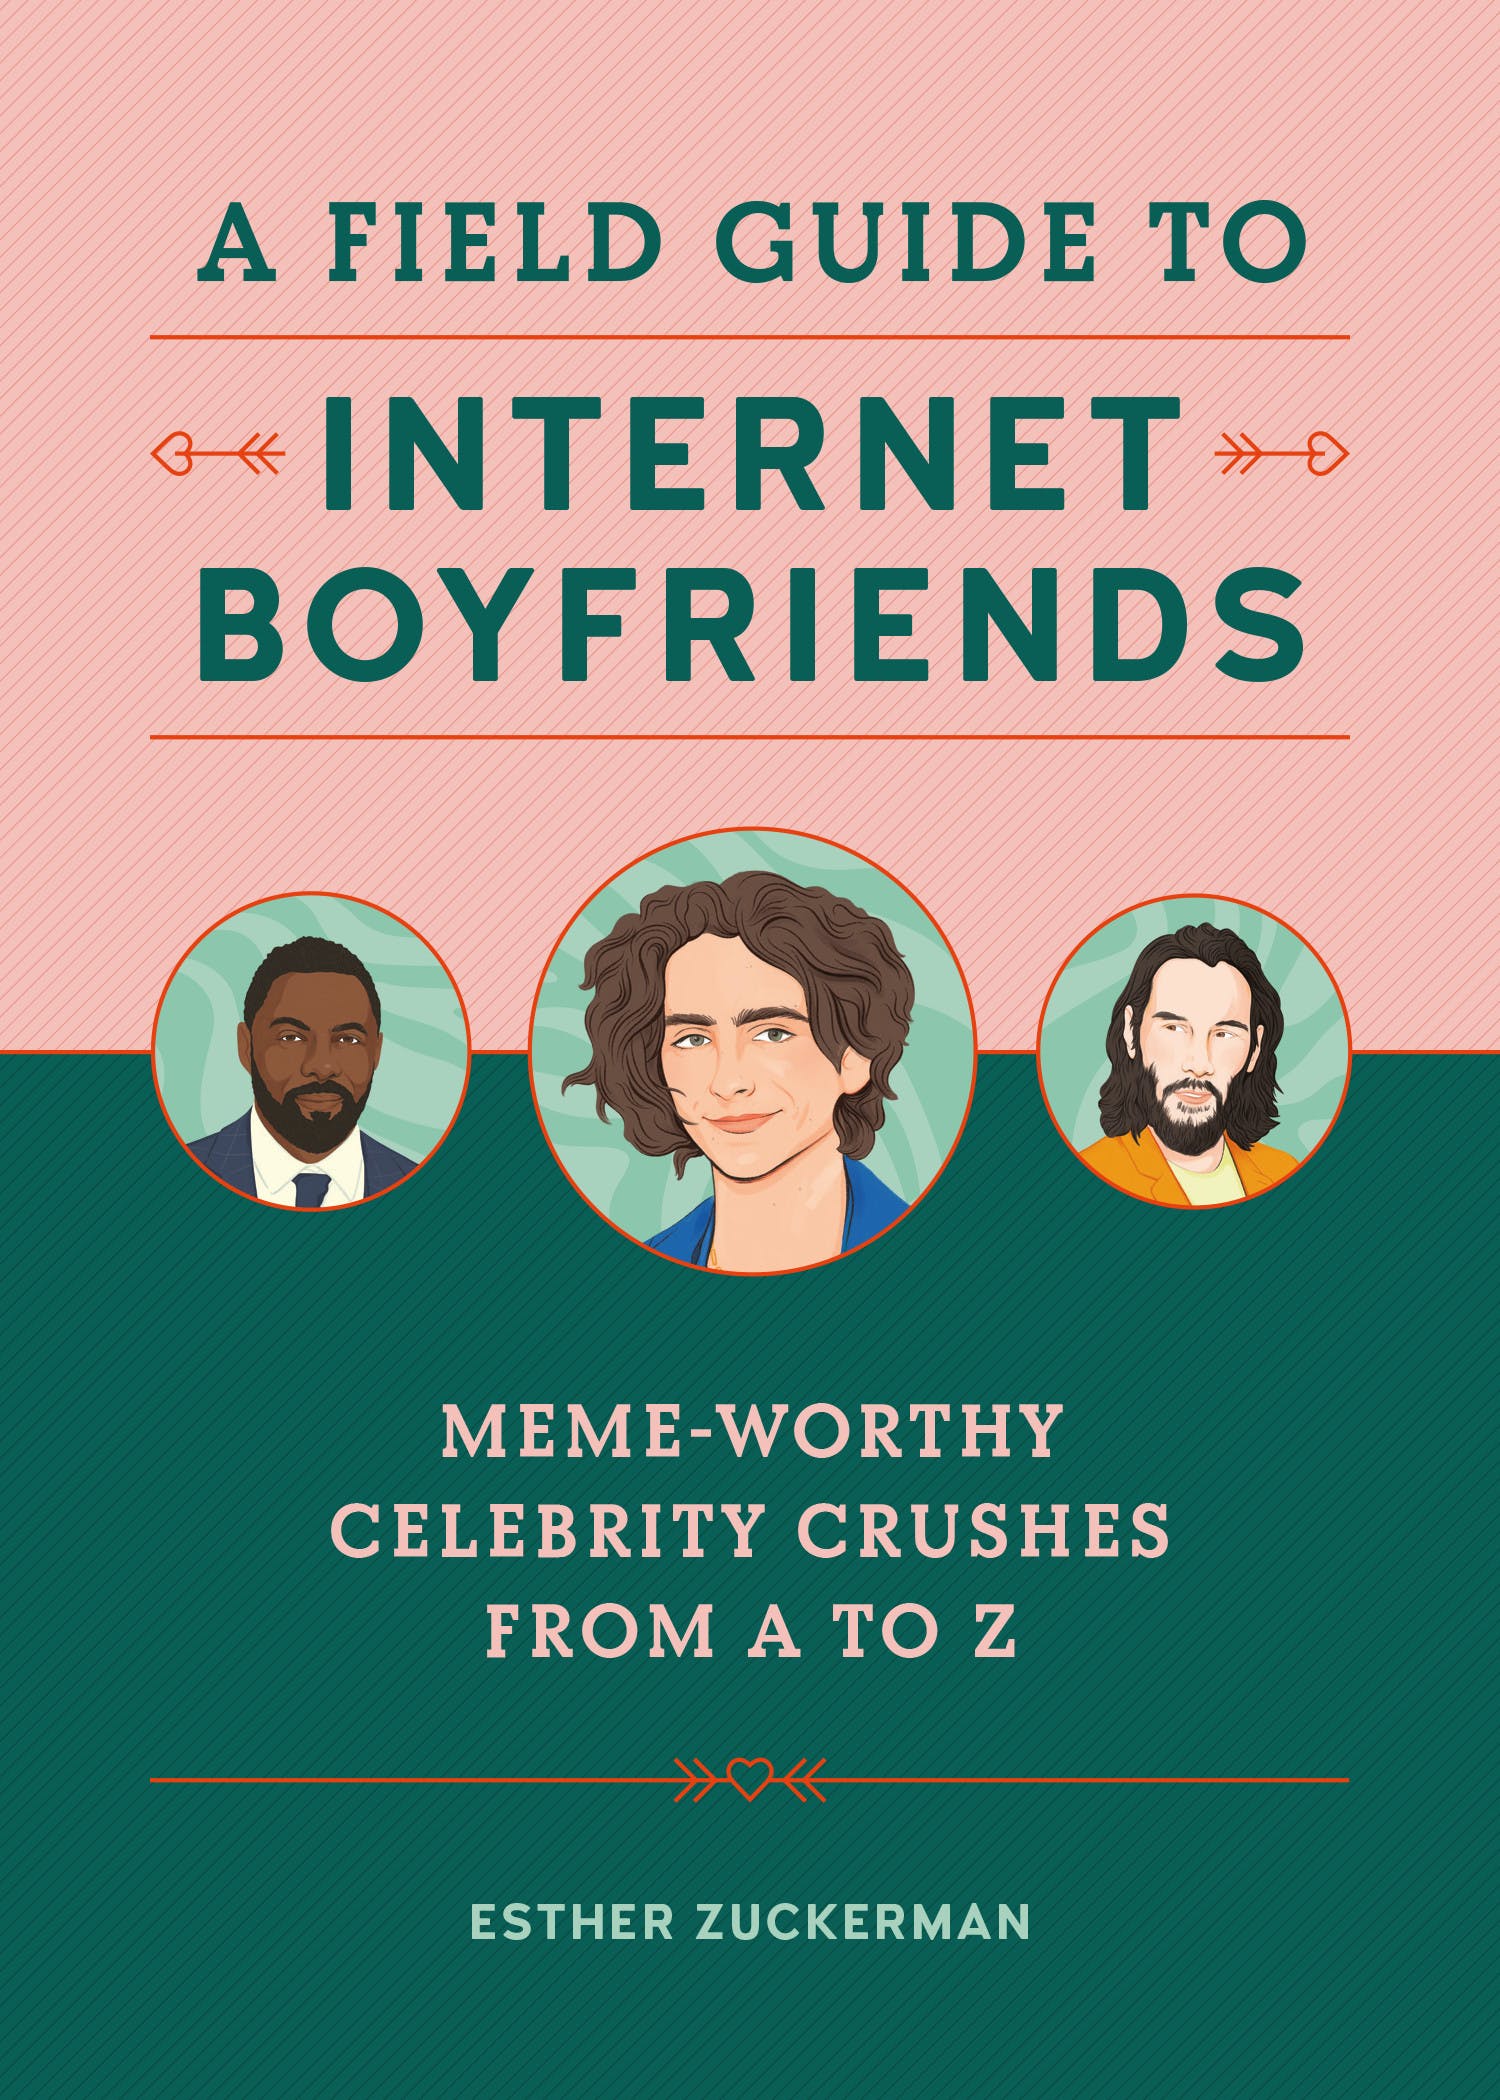 A FIELD GUIDE TO
INTERNET
BOYFRIENDS
MEME-WORTHY
CELEBRITY CRUSHES
FROM A TO Z
ESTHER ZUCKERMAN